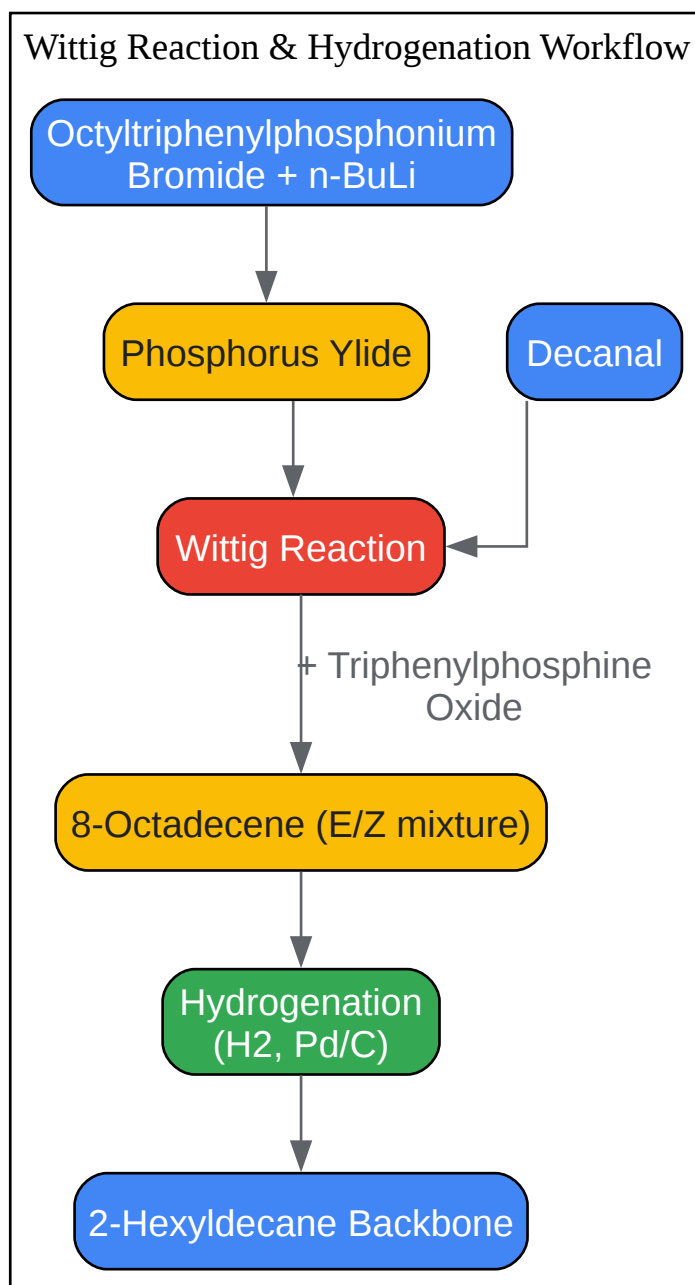 Wittig Reaction & Hydrogenation Workflow
Octyltriphenylphosphonium
Bromide + n-BuLi
Phosphorus Ylide
Decanal
Wittig Reaction
+ Triphenylphosphine
Oxide
8-Octadecene (E/Z mixture)
Hydrogenation
(H2, Pd/C)
2-Hexyldecane Backbone